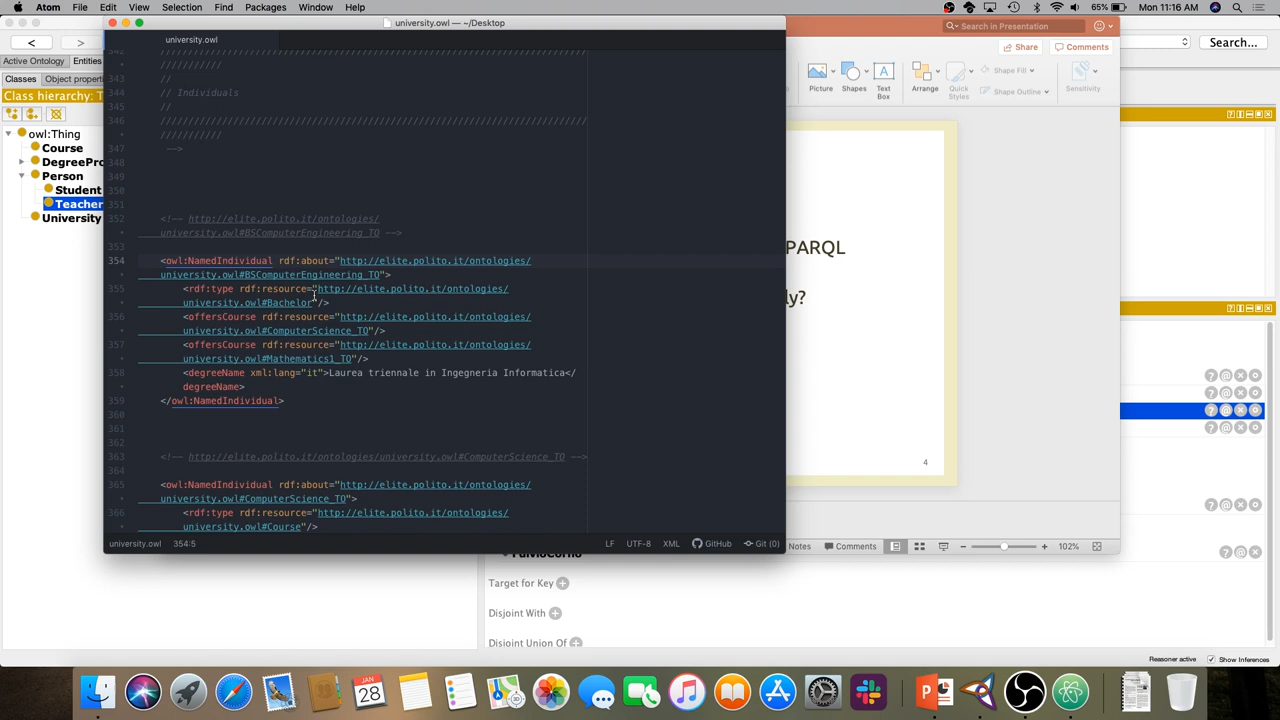 Atom File Edit View Selection Find Packages Window Help
65% Mon 11:16 AM
university.owl — ~/Desktop
Search in Presentation
university.owl
< >
Search...
Share Comments
Active Ontology Entities
Classes Object properti
Class hierarchy: T
owl:Thing
Course
DegreePro
Person
Student
Teacher
University
Picture Shapes Text Box Arrange Quick Styles Shape Fill Shape Outline Sensitivity
342 ////////////////////////////////////////////////////////////////////////////
• ///////////
343 //
344 // Individuals
345 //
346 ////////////////////////////////////////////////////////////////////////////
• ///////////
347 -->
348
349
350
351
352 <!-- http://elite.polito.it/ontologies/
• university.owl#BSComputerEngineering_TO -->
353
354 <owl:NamedIndividual rdf:about="http://elite.polito.it/ontologies/
• university.owl#BSComputerEngineering_TO">
355 <rdf:type rdf:resource="http://elite.polito.it/ontologies/
• university.owl#Bachelor"/>
356 <offersCourse rdf:resource="http://elite.polito.it/ontologies/
• university.owl#ComputerScience_TO"/>
357 <offersCourse rdf:resource="http://elite.polito.it/ontologies/
• university.owl#Mathematics1_TO"/>
358 <degreeName xml:lang="it">Laurea triennale in Ingegneria Informatica</
• degreeName>
359 </owl:NamedIndividual>
360
361
362
363 <!-- http://elite.polito.it/ontologies/university.owl#ComputerScience_TO -->
364
365 <owl:NamedIndividual rdf:about="http://elite.polito.it/ontologies/
• university.owl#ComputerScience_TO">
366 <rdf:type rdf:resource="http://elite.polito.it/ontologies/
• university.owl#Course"/>
university.owl 354:5 LF UTF-8 XML GitHub Git (0)
PARQL
ly?
4
Notes Comments 102%
FulvioCorno
Target for Key
Disjoint With
Disjoint Union Of
Reasoner active Show Inferences
JAN
28